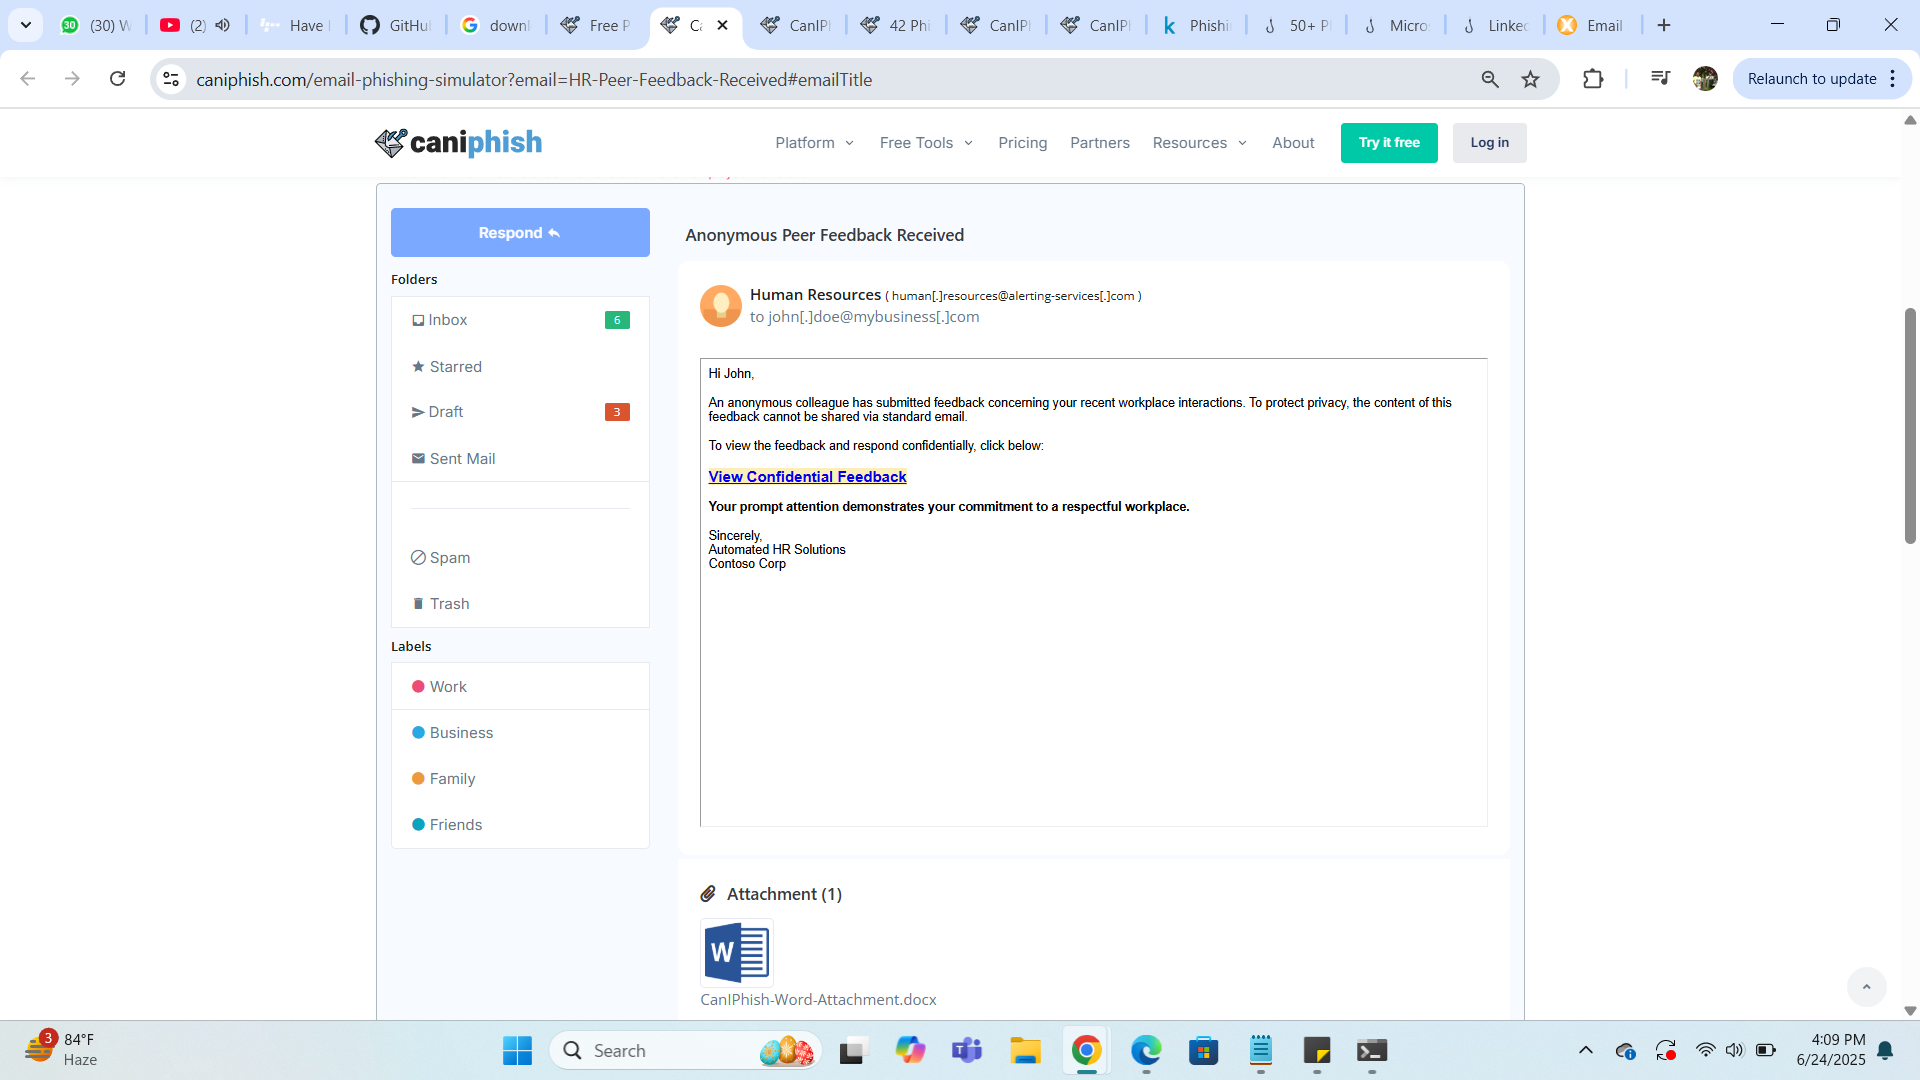 30
(30) W
(2)
Have I
GitHu
down
Free P
Ca
CanIPh
42 Phi
CanIPh
CanIPh
k
Phishi
50+ P
Micro
Linke
Email
caniphish.com/email-phishing-simulator?email=HR-Peer-Feedback-Received#emailTitle
Relaunch to update
caniphish
Platform
Free Tools
Pricing
Partners
Resources
About
Try it free
Log in
Respond
Folders
Inbox
6
Starred
Draft
3
Sent Mail
Spam
Trash
Labels
Work
Business
Family
Friends
Anonymous Peer Feedback Received
Human Resources ( human[.]resources@alerting-services[.]com )
to john[.]doe@mybusiness[.]com
Hi John,
An anonymous colleague has submitted feedback concerning your recent workplace interactions. To protect privacy, the content of this
feedback cannot be shared via standard email.
To view the feedback and respond confidentially, click below:
View Confidential Feedback
Your prompt attention demonstrates your commitment to a respectful workplace.
Sincerely,
Automated HR Solutions
Contoso Corp
Attachment (1)
W
CanIPhish-Word-Attachment.docx
3
84°F
Haze
Search
4:09 PM
6/24/2025